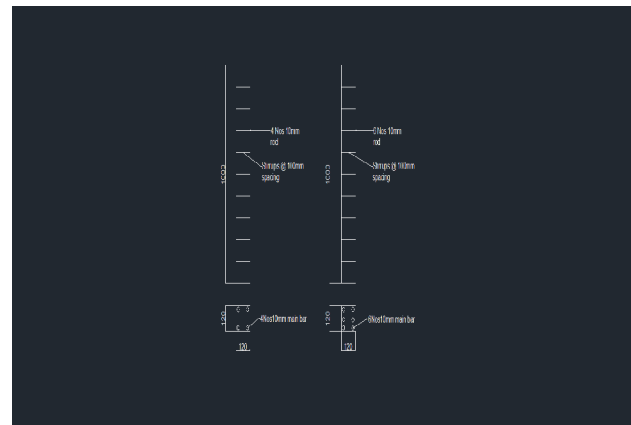 4 Nos 10mm
rod
Stirrups @ 100mm
spacing
1000
120
4Nos10mm main bar
120
Nos 10mm
rod
Stirrups @ 100mm
spacing
1000
120
6Nos10mm main bar
120